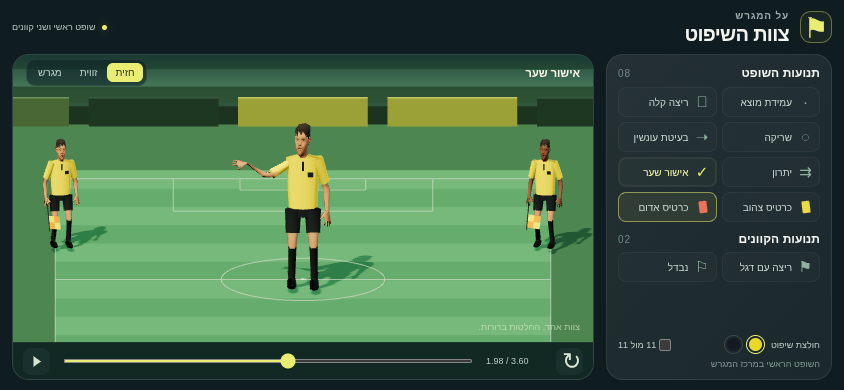 על המגרש
צוות השיפוט
שופט ראשי ושני קוונים
תנועות השופט
08
עמידת מוצא
ריצה קלה
שריקה
בעיטת עונשין
יתרון
אישור שער
כרטיס צהוב
כרטיס אדום
תנועות הקוונים
02
ריצה עם דגל
נבדל
חולצת שיפוט
11 מול 11
השופט הראשי במרכז המגרש
אישור שער
חזית
זווית
מגרש
צוות אחד. החלטות ברורות.
1.98 / 3.60